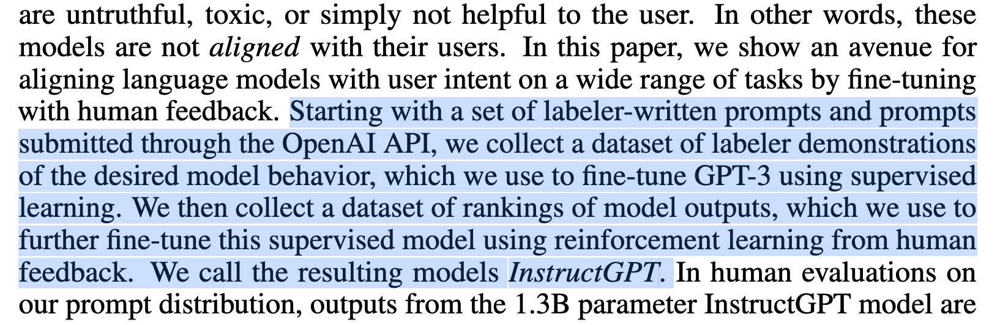 are untruthful, toxic, or simply not helpful to the user. In other words, these
models are not aligned with their users. In this paper, we show an avenue for
aligning language models with user intent on a wide range of tasks by fine-tuning
with human feedback. Starting with a set of labeler-written prompts and prompts
submitted through the OpenAI API, we collect a dataset of labeler demonstrations
of the desired model behavior, which we use to fine-tune GPT-3 using supervised
learning. We then collect a dataset of rankings of model outputs, which we use to
further fine-tune this supervised model using reinforcement learning from human
feedback. We call the resulting models InstructGPT. In human evaluations on
our prompt distribution, outputs from the 1.3B parameter InstructGPT model are